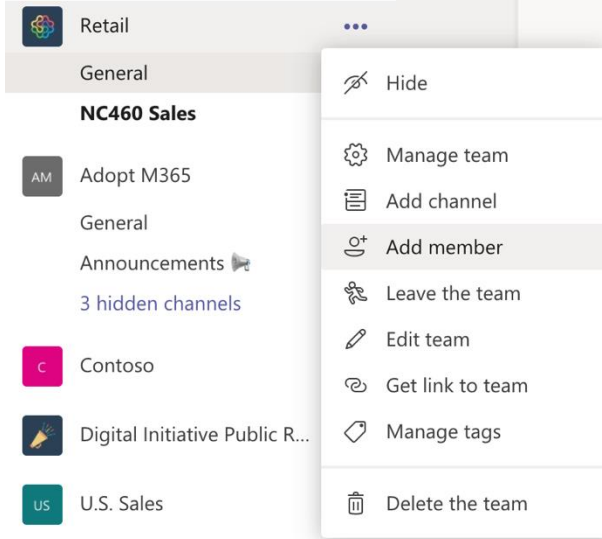 Retail
General
NC460 Sales
AM Adopt M365
General
Announcements
3 hidden channels
C Contoso
Digital Initiative Public R...
US U.S. Sales
Hide
Manage team
Add channel
Add member
Leave the team
Edit team
Get link to team
Manage tags
Delete the team